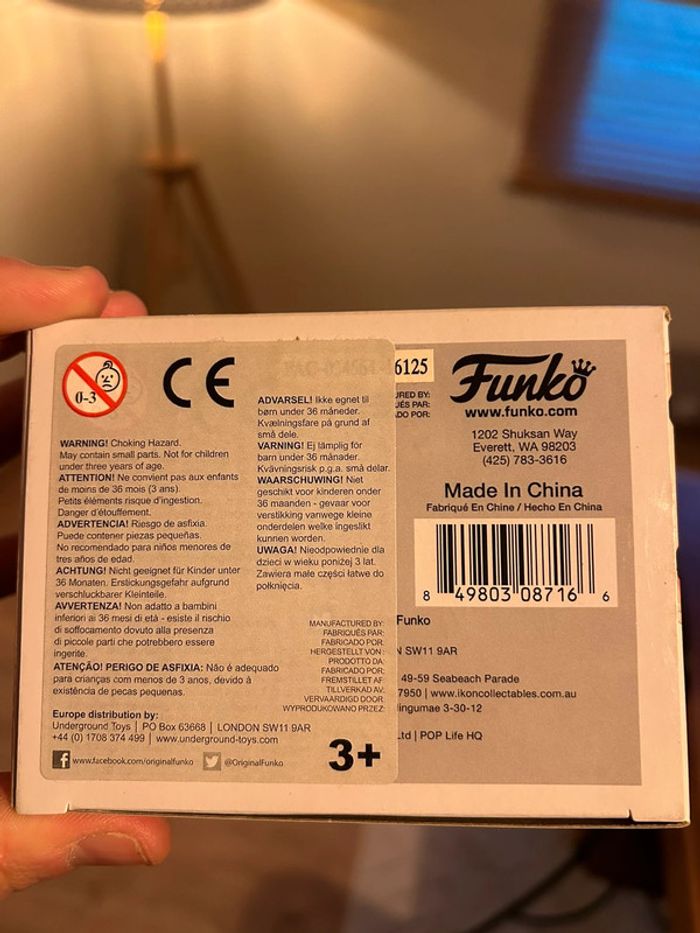 0-3
CE
WARNING! Choking Hazard.
May contain small parts. Not for children
under three years of age.
ATTENTION! Ne convient pas aux enfants
de moins de 36 mois (3 ans).
Petits éléments risque d'ingestion.
Danger d'étouffement.
ADVERTENCIA! Riesgo de asfixia.
Puede contener piezas pequeñas.
No recomendado para niños menores de
tres años de edad.
ACHTUNG! Nicht geeignet für Kinder unter
36 Monaten. Erstickungsgefahr aufgrund
verschluckbarer Kleinteile.
AVVERTENZA! Non adatto a bambini
inferiori ai 36 mesi di età - esiste il rischio
di soffocamento dovuto alla presenza
di piccole parti che potrebbero essere
ingerite.
ATENÇÃO! PERIGO DE ASFIXIA: Não é adequado
para crianças com menos de 3 anos, devido à
existência de pecas pequenas.
Europe distribution by:
Underground Toys | PO Box 63668 | LONDON SW11 9AR
+44 (0) 1708 374 499 | www.underground-toys.com
www.facebook.com/originalfunko
@OriginalFunko
ADVARSEL! Ikke egnet til
børn under 36 måneder.
Kvælningsfare på grund af
små dele.
VARNING! Ej lämplig för
barn under 36 månader.
Kvävningsrisk p.g.a. små delar.
WAARSCHUWING! Niet
geschikt voor kinderen onder
36 maanden - gevaar voor
verstikking vanwege kleine
onderdelen welke ingeslikt
kunnen worden.
UWAGA! Nieodpowiednie dla
dzieci w wieku poniżej 3 lat.
Zawiera małe części łatwe do
połknięcia.
MANUFACTURED BY:
FABRIQUÉS PAR:
FABRICADO POR:
HERGESTELLT VON:
PRODOTTO DA:
FABRICADO POR:
FREMSTILLET AF
TILLVERKAD AV:
VERVAARDIGD DOOR
WYPRODUKOWANO PRZEZ:
3+
6125
RED BY:
UÉS PAR:
DO POR:
Funko
www.funko.com
1202 Shuksan Way
Everett, WA 98203
(425) 783-3616
Made In China
Fabriqué En Chine / Hecho En China
8 49803 08716 6
Funko
SW11 9AR
49-59 Seabeach Parade
7950 | www.ikoncollectables.com.au
lingumae 3-30-12
Ltd | POP Life HQ